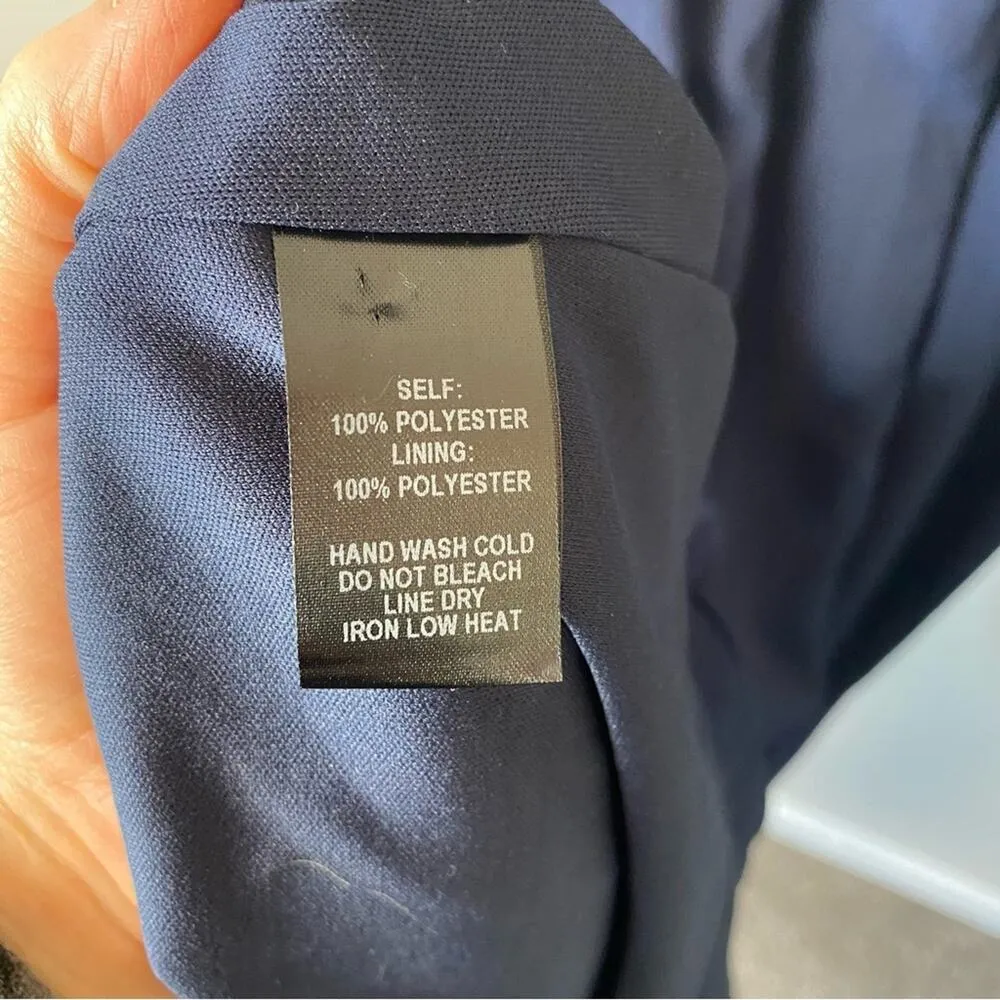 SELF:
100% POLYESTER
LINING:
100% POLYESTER
HAND WASH COLD
DO NOT BLEACH
LINE DRY
IRON LOW HEAT